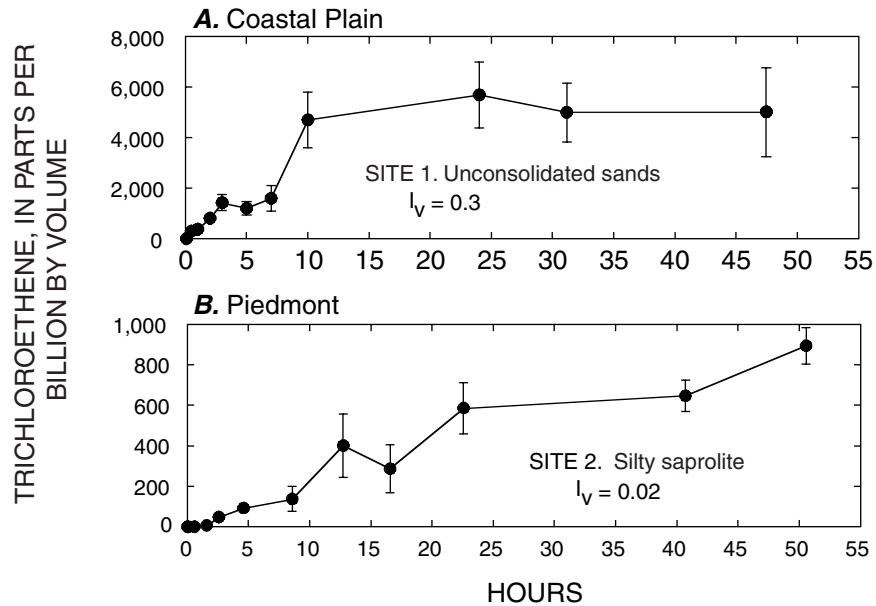 A. Coastal Plain
TRICHLOROETHENE, IN PARTS PER
BILLION BY VOLUME
8,000
6,000
4,000
2,000
0
SITE 1. Unconsolidated sands
Iv = 0.3
0 5 10 15 20 25 30 35 40 45 50 55
B. Piedmont
1,000
800
600
400
200
0
SITE 2. Silty saprolite
Iv = 0.02
0 5 10 15 20 25 30 35 40 45 50 55
HOURS